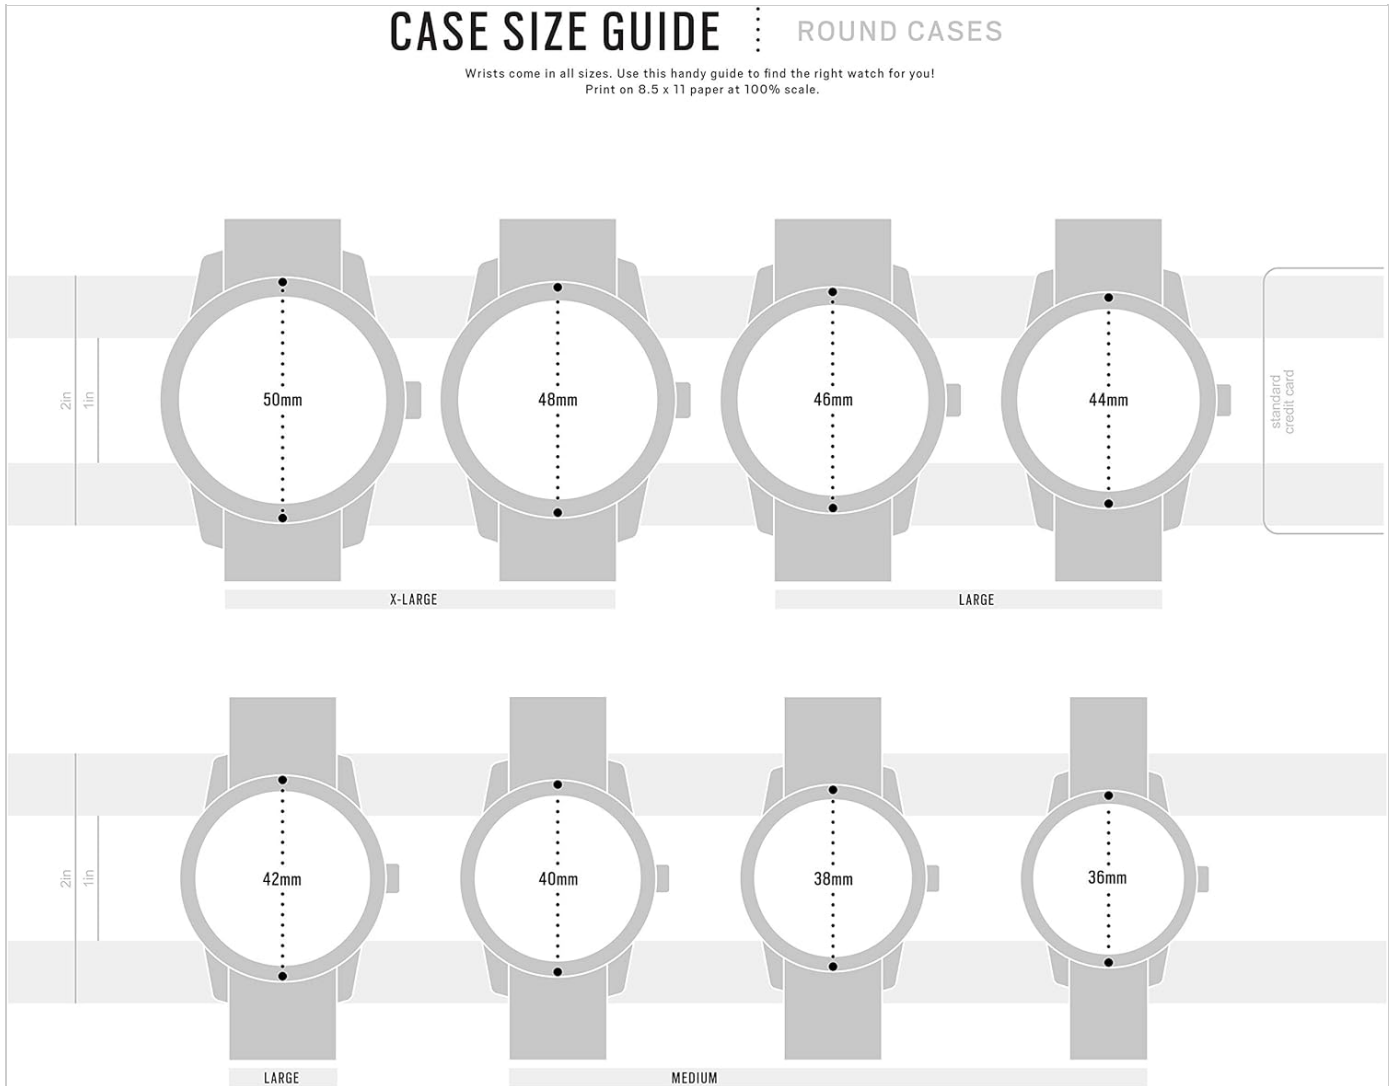 CASE SIZE GUIDE
ROUND CASES
Wrists come in all sizes. Use this handy guide to find the right watch for you!
Print on 8.5 x 11 paper at 100% scale.
2in
1in
50mm
48mm
46mm
44mm
standard
credit card
X-LARGE
LARGE
2in
1in
42mm
40mm
38mm
36mm
LARGE
MEDIUM